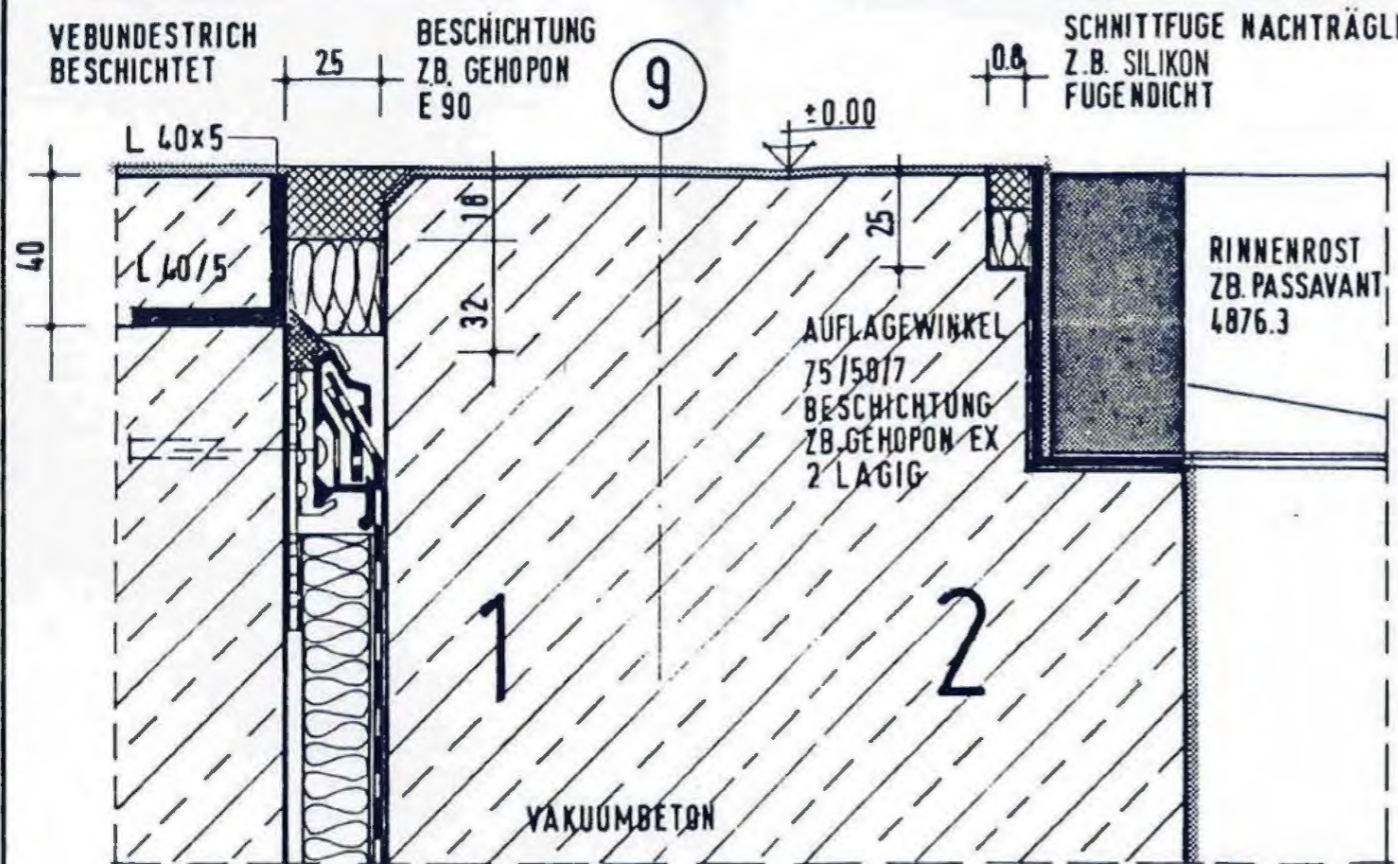 VEBUNDESTRICH
BESCHICHTET
25
BESCHICHTUNG
Z.B. GEHOPON
E 90
9
±0.00
0.8
SCHNITTFUGE NACHTRÄGLI
Z.B. SILIKON
FUGENDICHT
L 40x5
40
L 40/5
18
32
25
RINNENROST
ZB. PASSAVANT
4876.3
AUFLAGEWINKEL
75/50/7
BESCHICHTUNG
ZB. GEHOPON EX
2 LAGIG
1
2
VAKUUMBETON